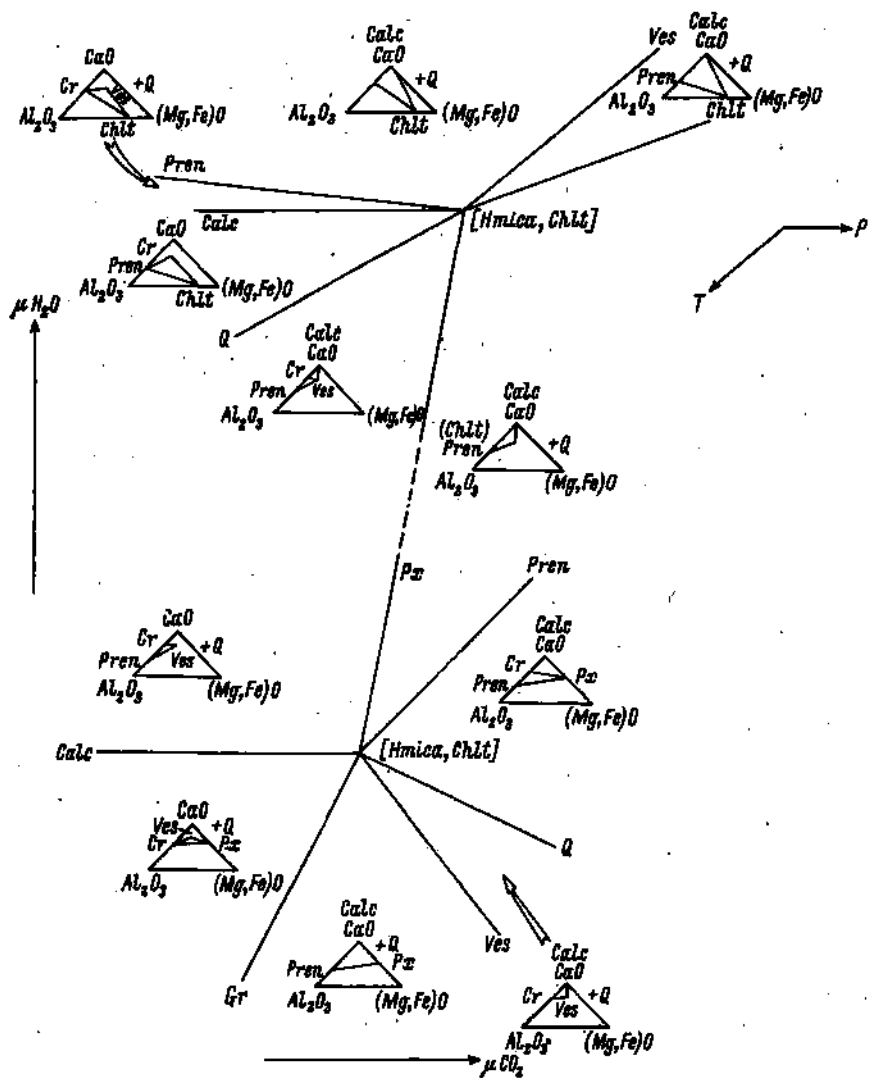 CaO
Cr
Ves
+Q
Al₂O₃
(Mg,Fe)O
Chlt
Calc
CaO
+Q
Al₂O₃
(Mg,Fe)O
Chlt
Ves
Calc
CaO
+Q
Pren
Al₂O₃
(Mg,Fe)O
Chlt
Pren
Calc
[Hmica, Chlt]
P
T
CaO
Cr
Pren
Al₂O₃
(Mg,Fe)O
Chlt
μH₂O
Q
Calc
CaO
Cr
Pren
Ves
Al₂O₃
(Mg,Fe)O
Calc
CaO
(Chlt)
Pren
+Q
Al₂O₃
(Mg,Fe)O
Px
Pren
CaO
Cr
+Q
Pren
Ves
Al₂O₃
(Mg,Fe)O
Calc
CaO
Cr
Px
Pren
Al₂O₃
(Mg,Fe)O
Calc
[Hmica, Chlt]
CaO
Ves
+Q
Cr
Px
Al₂O₃
(Mg,Fe)O
Q
Ves
Gr
Calc
CaO
+Q
Pren
Px
Al₂O₃
(Mg,Fe)O
Calc
CaO
Cr
+Q
Ves
Al₂O₃
(Mg,Fe)O
μCO₂